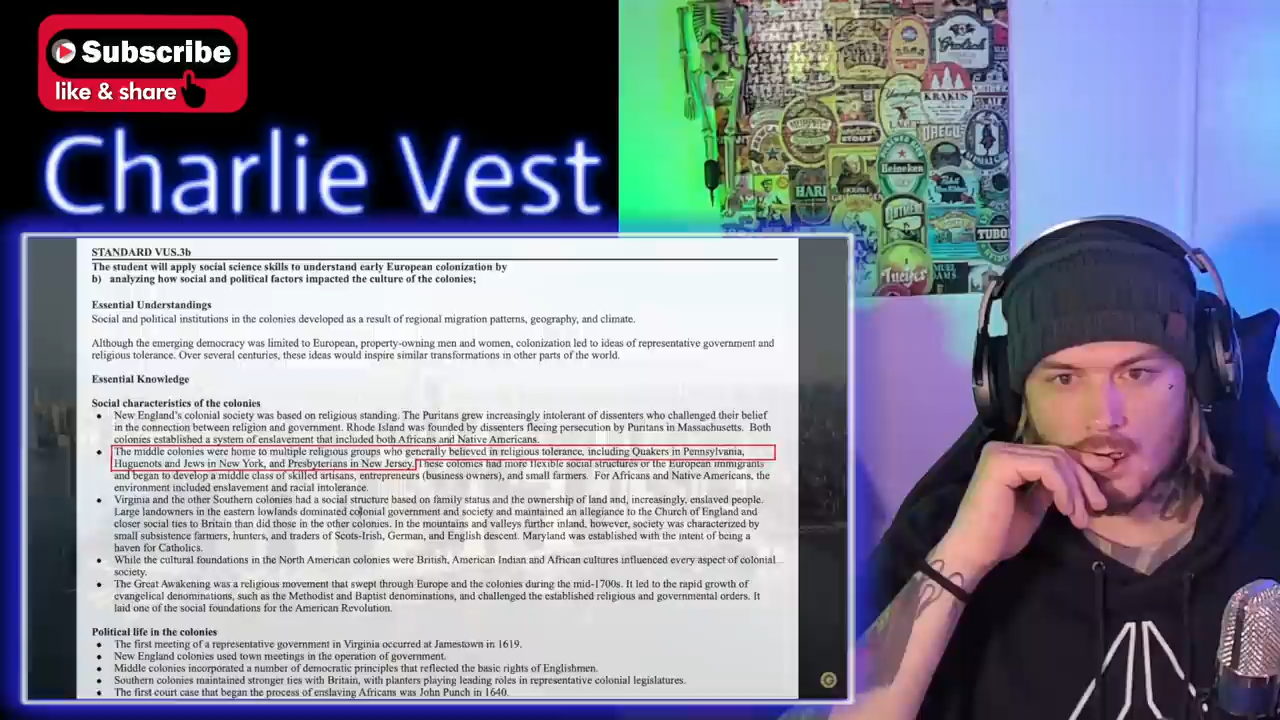 Subscribe
like & share
Charlie Vest
STANDARD VUS.3b
The student will apply social science skills to understand early European colonization by
b) analyzing how social and political factors impacted the culture of the colonies;
Essential Understandings
Social and political institutions in the colonies developed as a result of regional migration patterns, geography, and climate.
Although the emerging democracy was limited to European, property-owning men and women, colonization led to ideas of representative government and
religious tolerance. Over several centuries, these ideas would inspire similar transformations in other parts of the world.
Essential Knowledge
Social characteristics of the colonies
• New England's colonial society was based on religious standing. The Puritans grew increasingly intolerant of dissenters who challenged their belief
in the connection between religion and government. Rhode Island was founded by dissenters fleeing persecution by Puritans in Massachusetts. Both
colonies established a system of enslavement that included both Africans and Native Americans.
• The middle colonies were home to multiple religious groups who generally believed in religious tolerance, including Quakers in Pennsylvania,
Huguenots and Jews in New York, and Presbyterians in New Jersey. These colonies had more flexible social structures or the European immigrants
and began to develop a middle class of skilled artisans, entrepreneurs (business owners), and small farmers. For Africans and Native Americans, the
environment included enslavement and racial intolerance.
• Virginia and the other Southern colonies had a social structure based on family status and the ownership of land and, increasingly, enslaved people.
Large landowners in the eastern lowlands dominated colonial government and society and maintained an allegiance to the Church of England and
closer social ties to Britain than did those in the other colonies. In the mountains and valleys further inland, however, society was characterized by
small subsistence farmers, hunters, and traders of Scots-Irish, German, and English descent. Maryland was established with the intent of being a
haven for Catholics.
• While the cultural foundations in the North American colonies were British, American Indian and African cultures influenced every aspect of colonial
society.
• The Great Awakening was a religious movement that swept through Europe and the colonies during the mid-1700s. It led to the rapid growth of
evangelical denominations, such as the Methodist and Baptist denominations, and challenged the established religious and governmental orders. It
laid one of the social foundations for the American Revolution.
Political life in the colonies
• The first meeting of a representative government in Virginia occurred at Jamestown in 1619.
• New England colonies used town meetings in the operation of government.
• Middle colonies incorporated a number of democratic principles that reflected the basic rights of Englishmen.
• Southern colonies maintained stronger ties with Britain, with planters playing leading roles in representative colonial legislatures.
• The first court case that began the process of enslaving Africans was John Punch in 1640.
KRAKUS
Heineken
HARI
TUBO